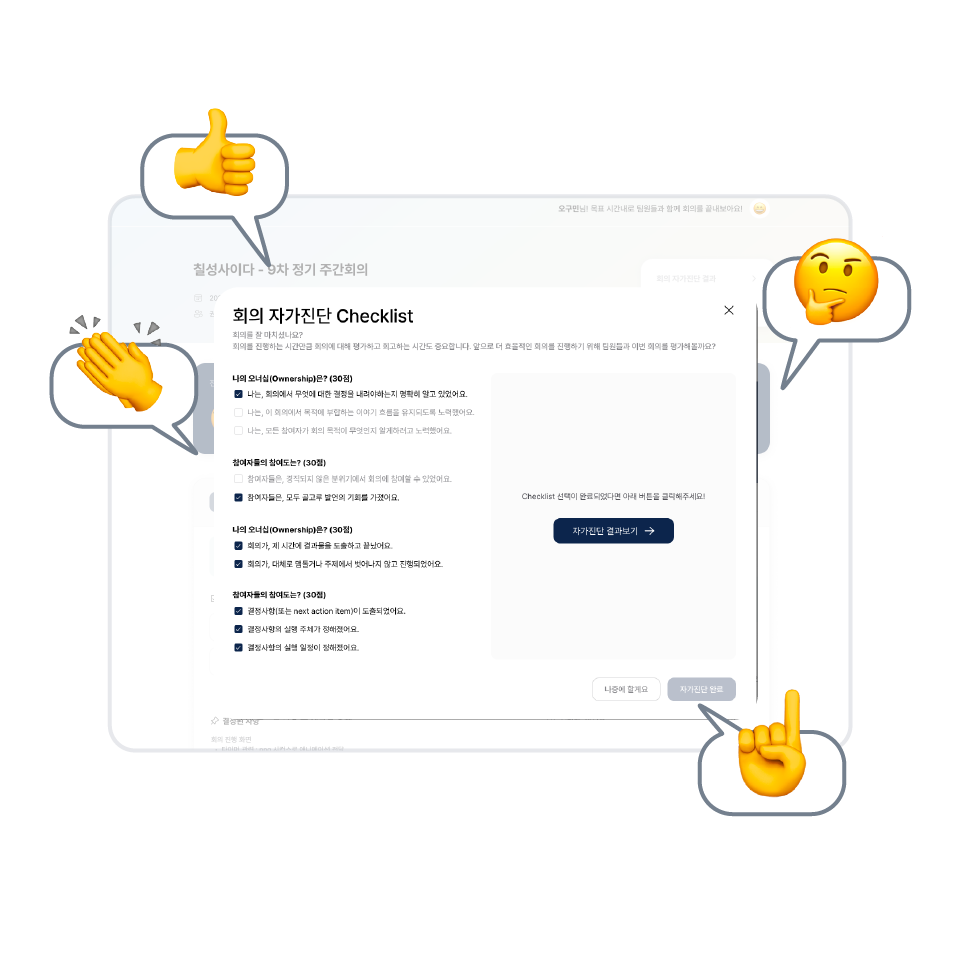 오구민님! 목표 시간내로 팀원들과 함께 회의를 끝내보아요!
칠성사이다 - 9차 정기 주간회의
회의 자가진단 결과
회의 자가진단 Checklist
회의를 잘 마치셨나요?
회의를 진행하는 시간만큼 회의에 대해 평가하고 회고하는 시간도 중요합니다. 앞으로 더 효율적인 회의를 진행하기 위해 팀원들과 이번 회의를 평가해볼까요?
나의 오너십(Ownership)은? (30점)
나는, 회의에서 무엇에 대한 결정을 내려야하는지 명확히 알고 있었어요.
나는, 이 회의에서 목적에 부합하는 이야기 흐름을 유지되도록 노력했어요.
나는, 모든 참여자가 회의 목적이 무엇인지 알게하려고 노력했어요.
참여자들의 참여도는? (30점)
참여자들은, 경직되지 않은 분위기에서 회의에 참여할 수 있었어요.
참여자들은, 모두 골고루 발언의 기회를 가졌어요.
나의 오너십(Ownership)은? (30점)
회의가, 제 시간에 결과물을 도출하고 끝났어요.
회의가, 대체로 맴돌거나 주제에서 벗어나지 않고 진행되었어요.
참여자들의 참여도는? (30점)
결정사항(또는 next action item)이 도출되었어요.
결정사항의 실행 주체가 정해졌어요.
결정사항의 실행 일정이 정해졌어요.
Checklist 선택이 완료되었다면 아래 버튼을 클릭해주세요!
자가진단 결과보기
나중에 할게요
자가진단 완료
결정된 사항
회의 진행 화면